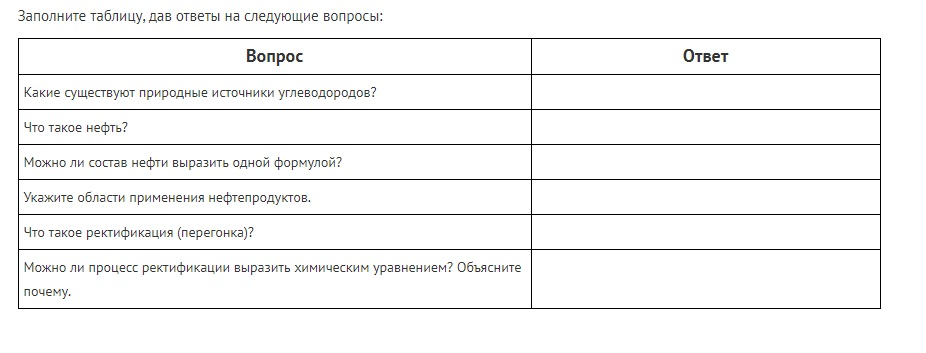 Заполните таблицу, дав ответы на следующие вопросы:
Вопрос Ответ
Какие существуют природные источники углеводородов?
Что такое нефть?
Можно ли состав нефти выразить одной формулой?
Укажите области применения нефтепродуктов.
Что такое ректификация (перегонка)?
Можно ли процесс ректификации выразить химическим уравнением? Объясните
почему.